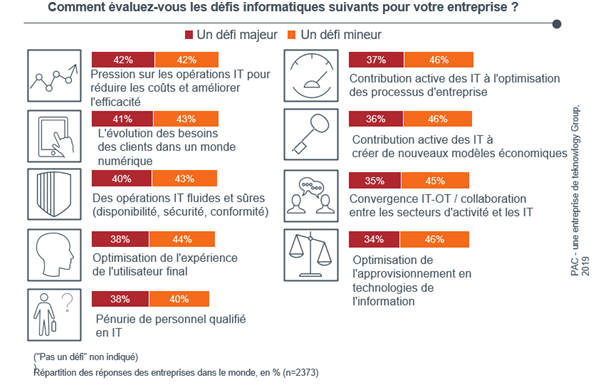 Comment évaluez-vous les défis informatiques suivants pour votre entreprise ?
Un défi majeur Un défi mineur
42% 42%
Pression sur les opérations IT pour
réduire les coûts et améliorer
l'efficacité
41% 43%
L'évolution des besoins
des clients dans un monde
numérique
40% 43%
Des opérations IT fluides et sûres
(disponibilité, sécurité, conformité)
38% 44%
Optimisation de l'expérience
de l'utilisateur final
38% 40%
Pénurie de personnel qualifié
en IT
37% 46%
Contribution active des IT à l'optimisation
des processus d'entreprise
36% 46%
Contribution active des IT à
créer de nouveaux modèles économiques
35% 45%
Convergence IT-OT / collaboration
entre les secteurs d'activité et les IT
34% 46%
Optimisation de
l'approvisionnement en
technologies de
l'information
("Pas un défi" non indiqué)
)
Répartition des réponses des entreprises dans le monde, en % (n=2373)
PAC - une entreprise de teknowlogy Group,
2019